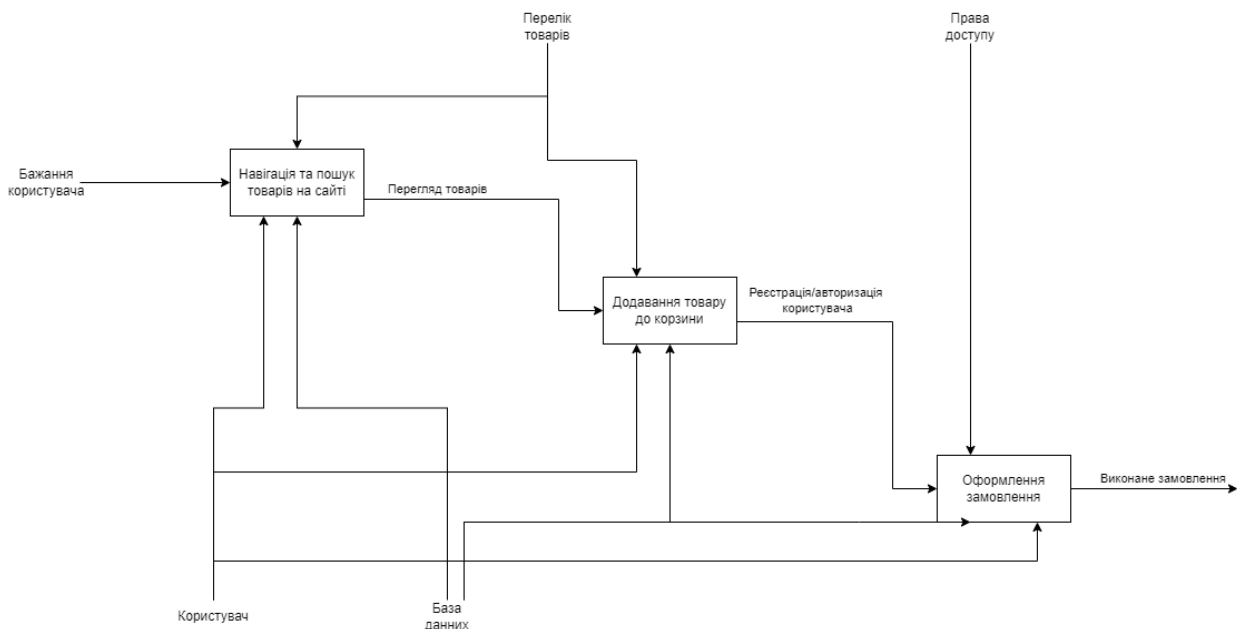 Перелік
товарів
Права
доступу
Бажання
користувача
Навігація та пошук
товарів на сайті
Перегляд товарів
Додавання товару
до корзини
Реєстрація/авторизація
користувача
Оформлення
замовлення
Виконане замовлення
Користувач
База
данних